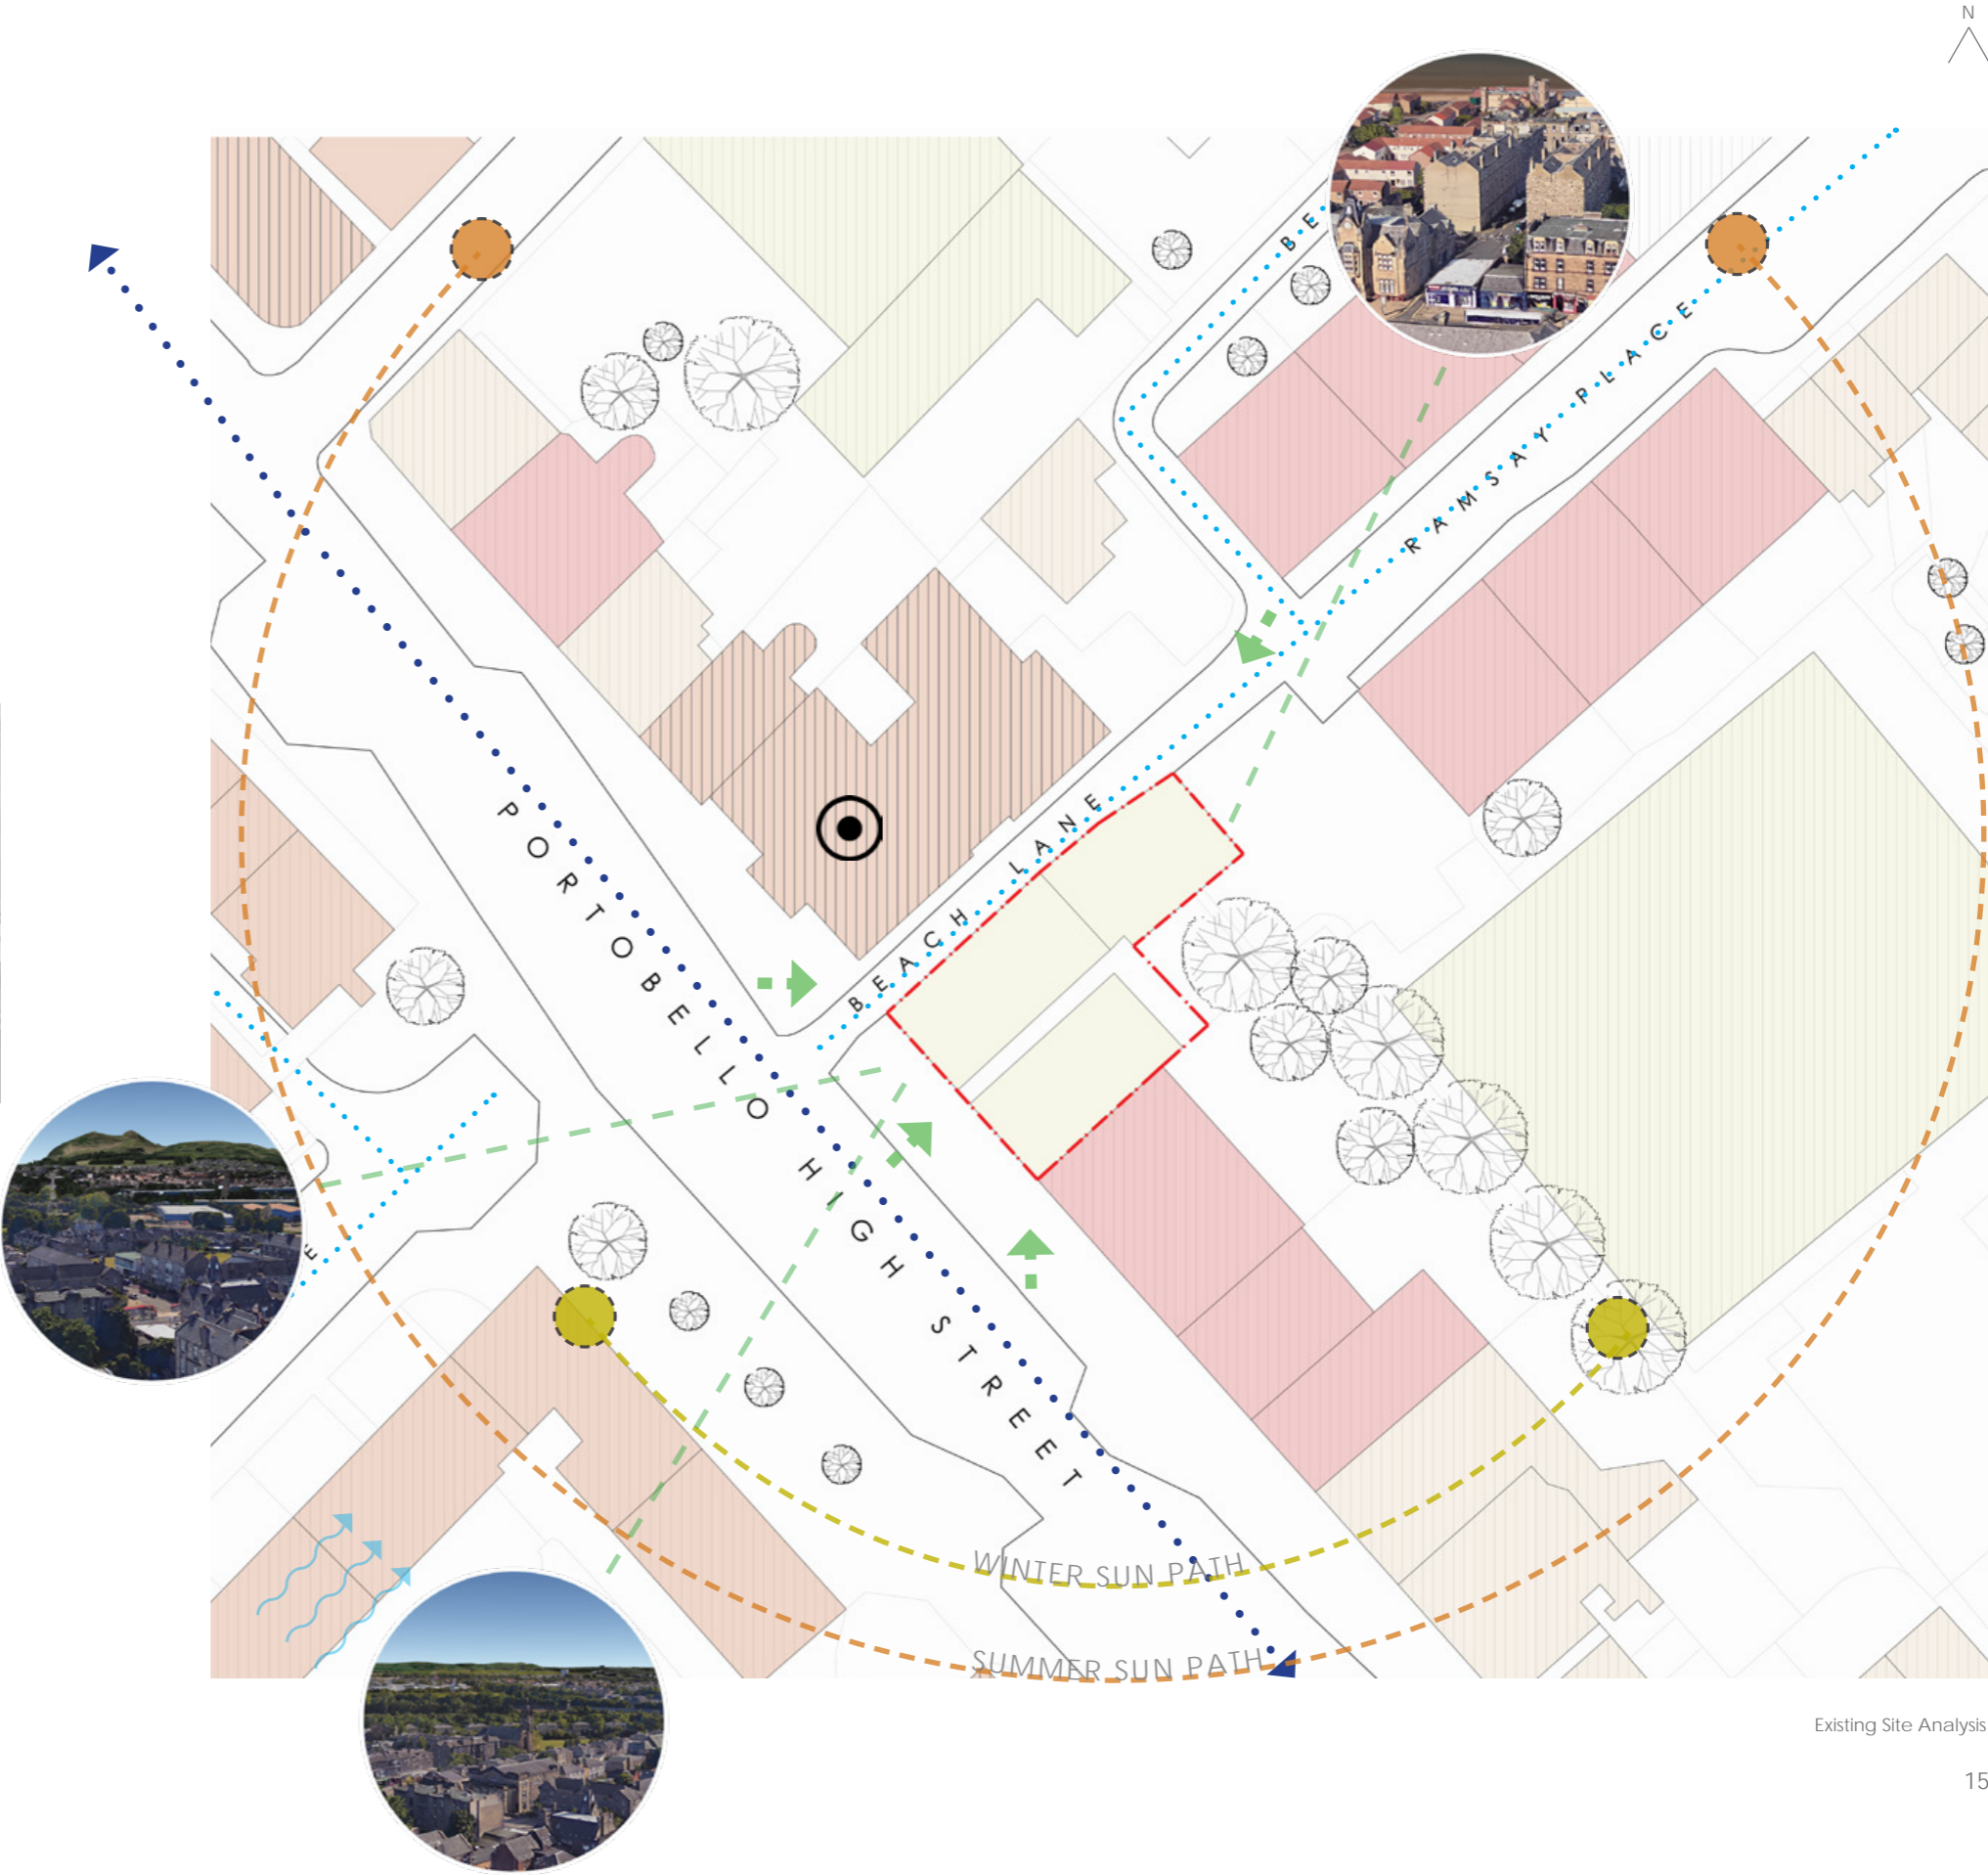 N
BE
RAMSAY PLACE
BEACH LANE
PORTOBELLO HIGH STREET
E
WINTER SUN PATH
SUMMER SUN PATH
Existing Site Analysis
15